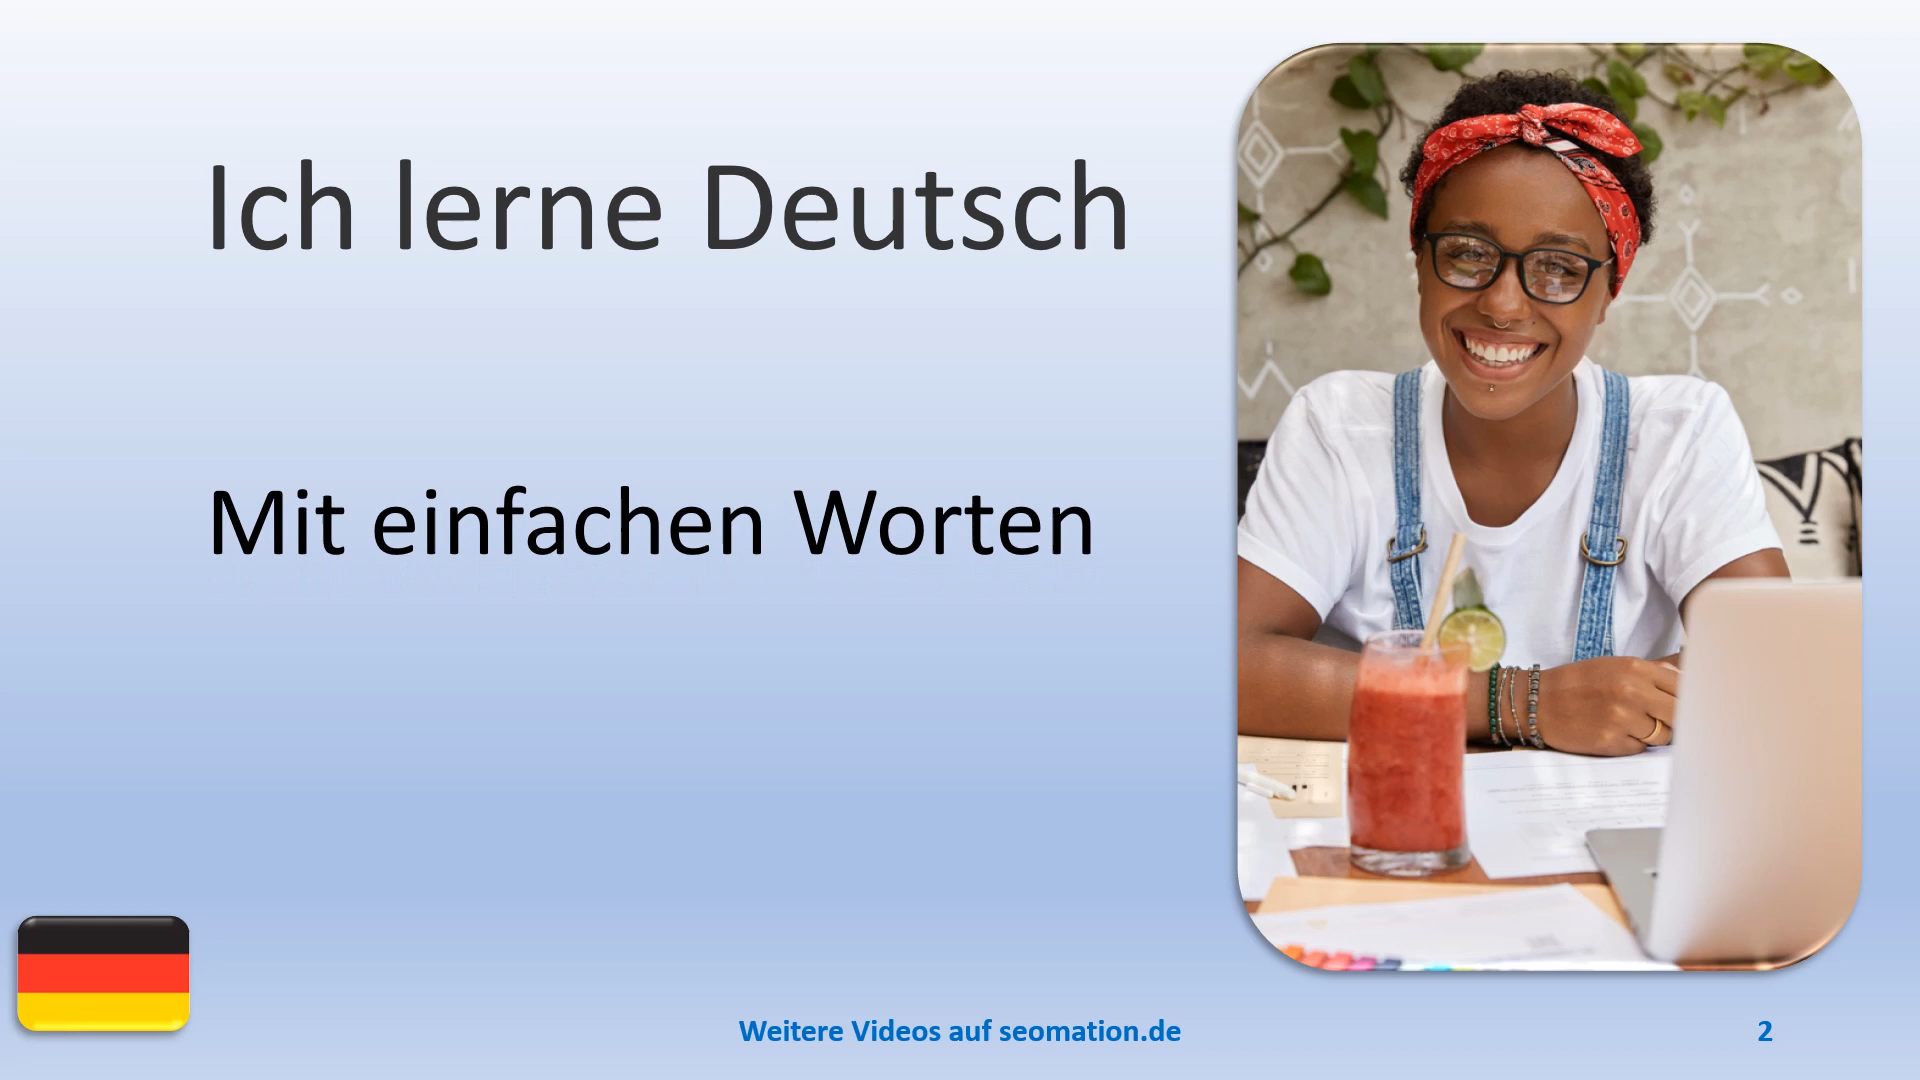 Ich lerne Deutsch
Mit einfachen Worten
Weitere Videos auf seomation.de
2